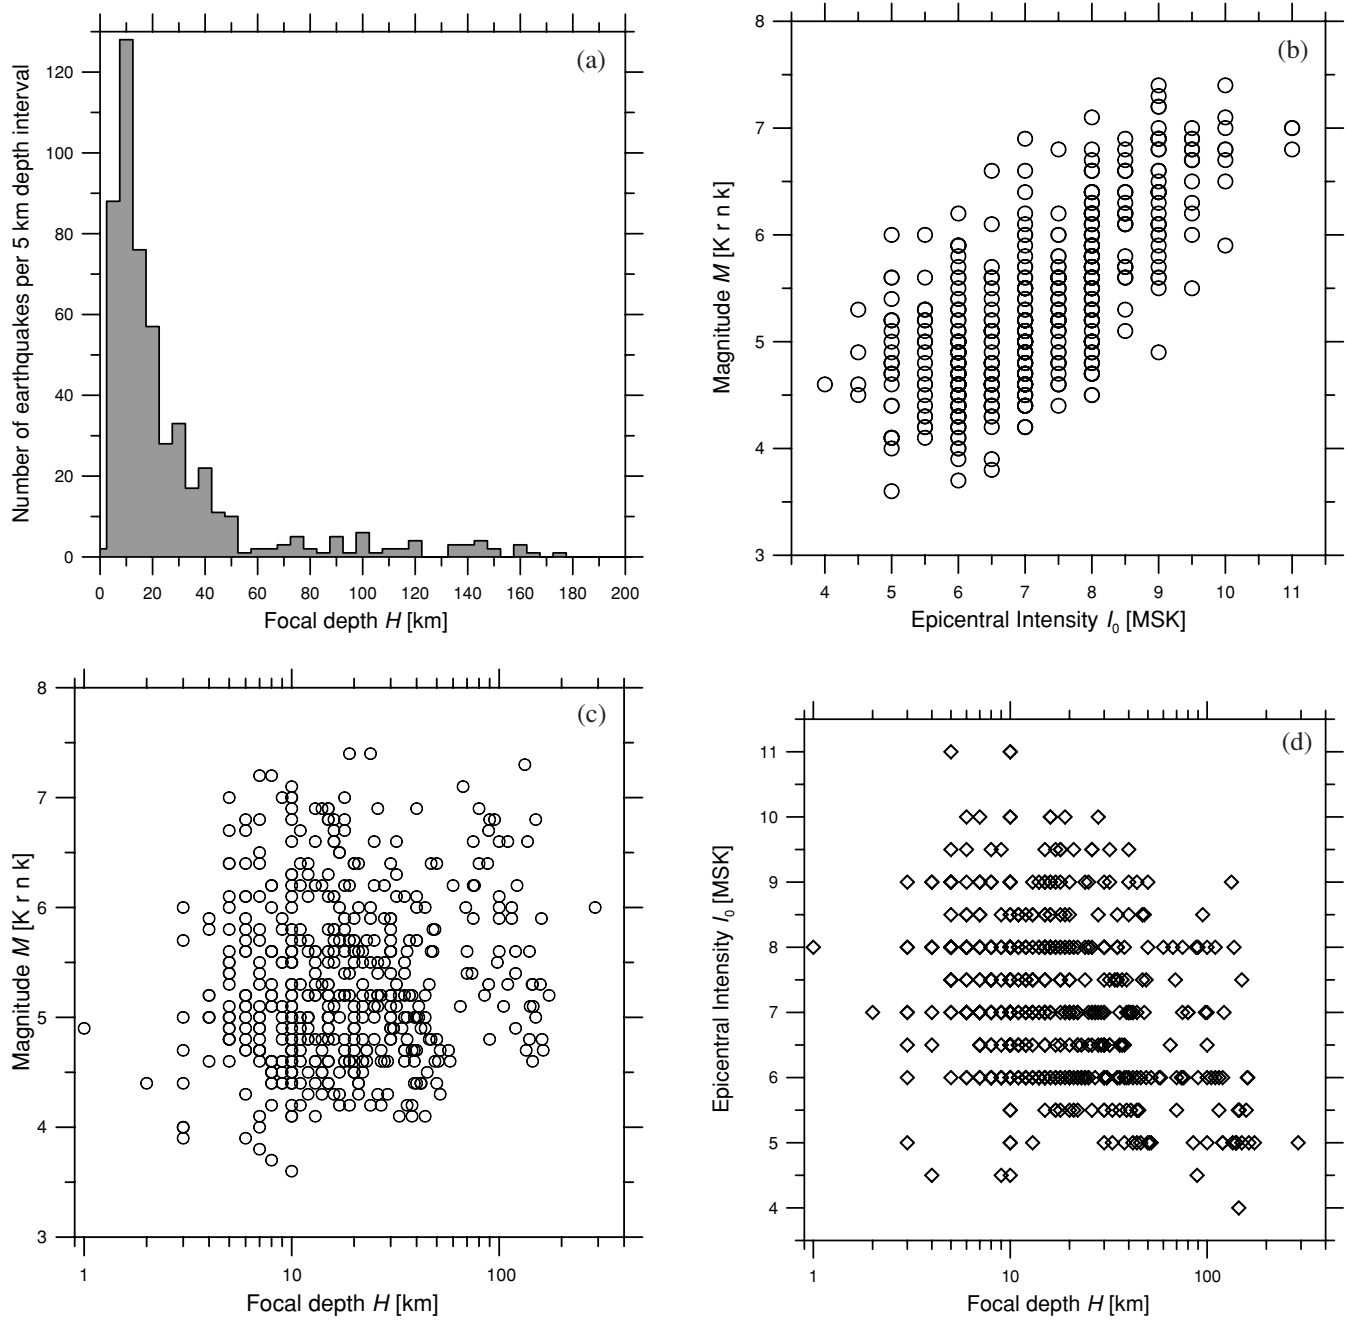 (a)
Number of earthquakes per 5 km depth interval
120
100
80
60
40
20
0
0 20 40 60 80 100 120 140 160 180 200
Focal depth H [km]
(b)
Magnitude M [K r n k]
8
7
6
5
4
3
4 5 6 7 8 9 10 11
Epicentral Intensity I₀ [MSK]
(c)
Magnitude M [K r n k]
8
7
6
5
4
3
1 10 100
Focal depth H [km]
(d)
Epicentral Intensity I₀ [MSK]
11
10
9
8
7
6
5
4
1 10 100
Focal depth H [km]